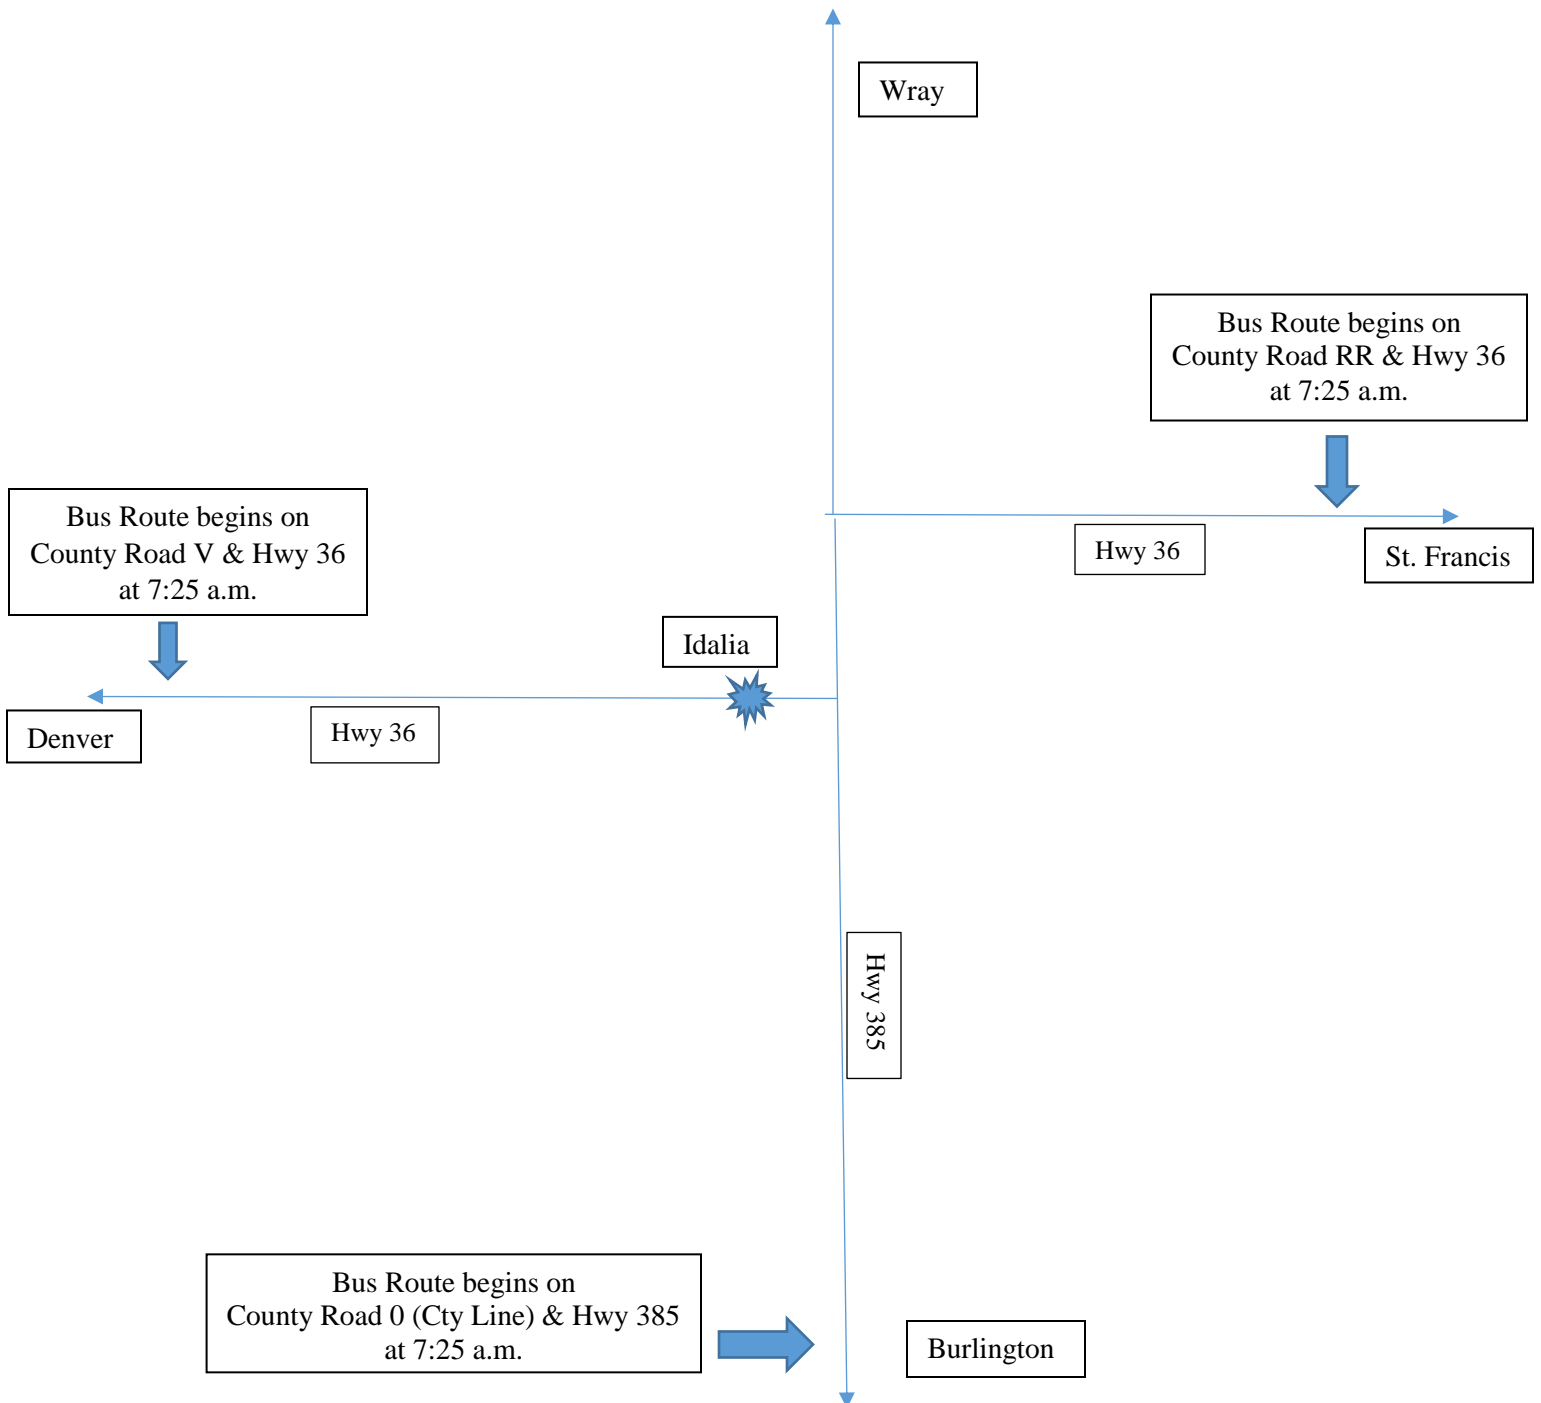 Wray
Bus Route begins on
County Road RR & Hwy 36
at 7:25 a.m.
Bus Route begins on
County Road V & Hwy 36
at 7:25 a.m.
Hwy 36
St. Francis
Idalia
Denver
Hwy 36
Hwy 385
Bus Route begins on
County Road 0 (Cty Line) & Hwy 385
at 7:25 a.m.
Burlington